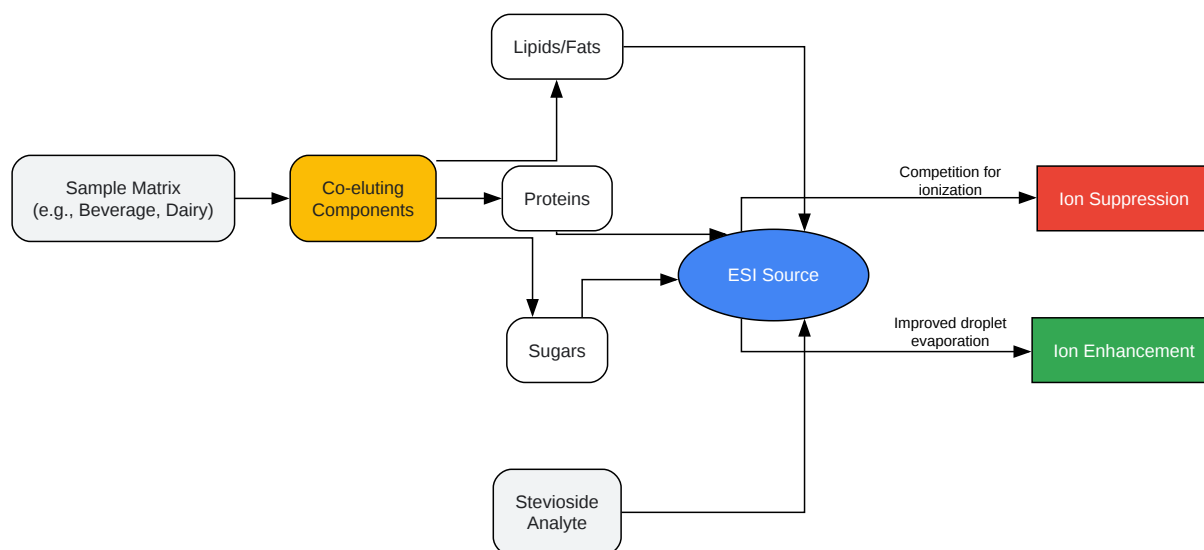 Lipids/Fats
Sample Matrix
(e.g., Beverage, Dairy)
Co-eluting
Components
Proteins
Competition for
ionization
Ion Suppression
ESI Source
Sugars
Improved droplet
evaporation
Ion Enhancement
Stevioside
Analyte